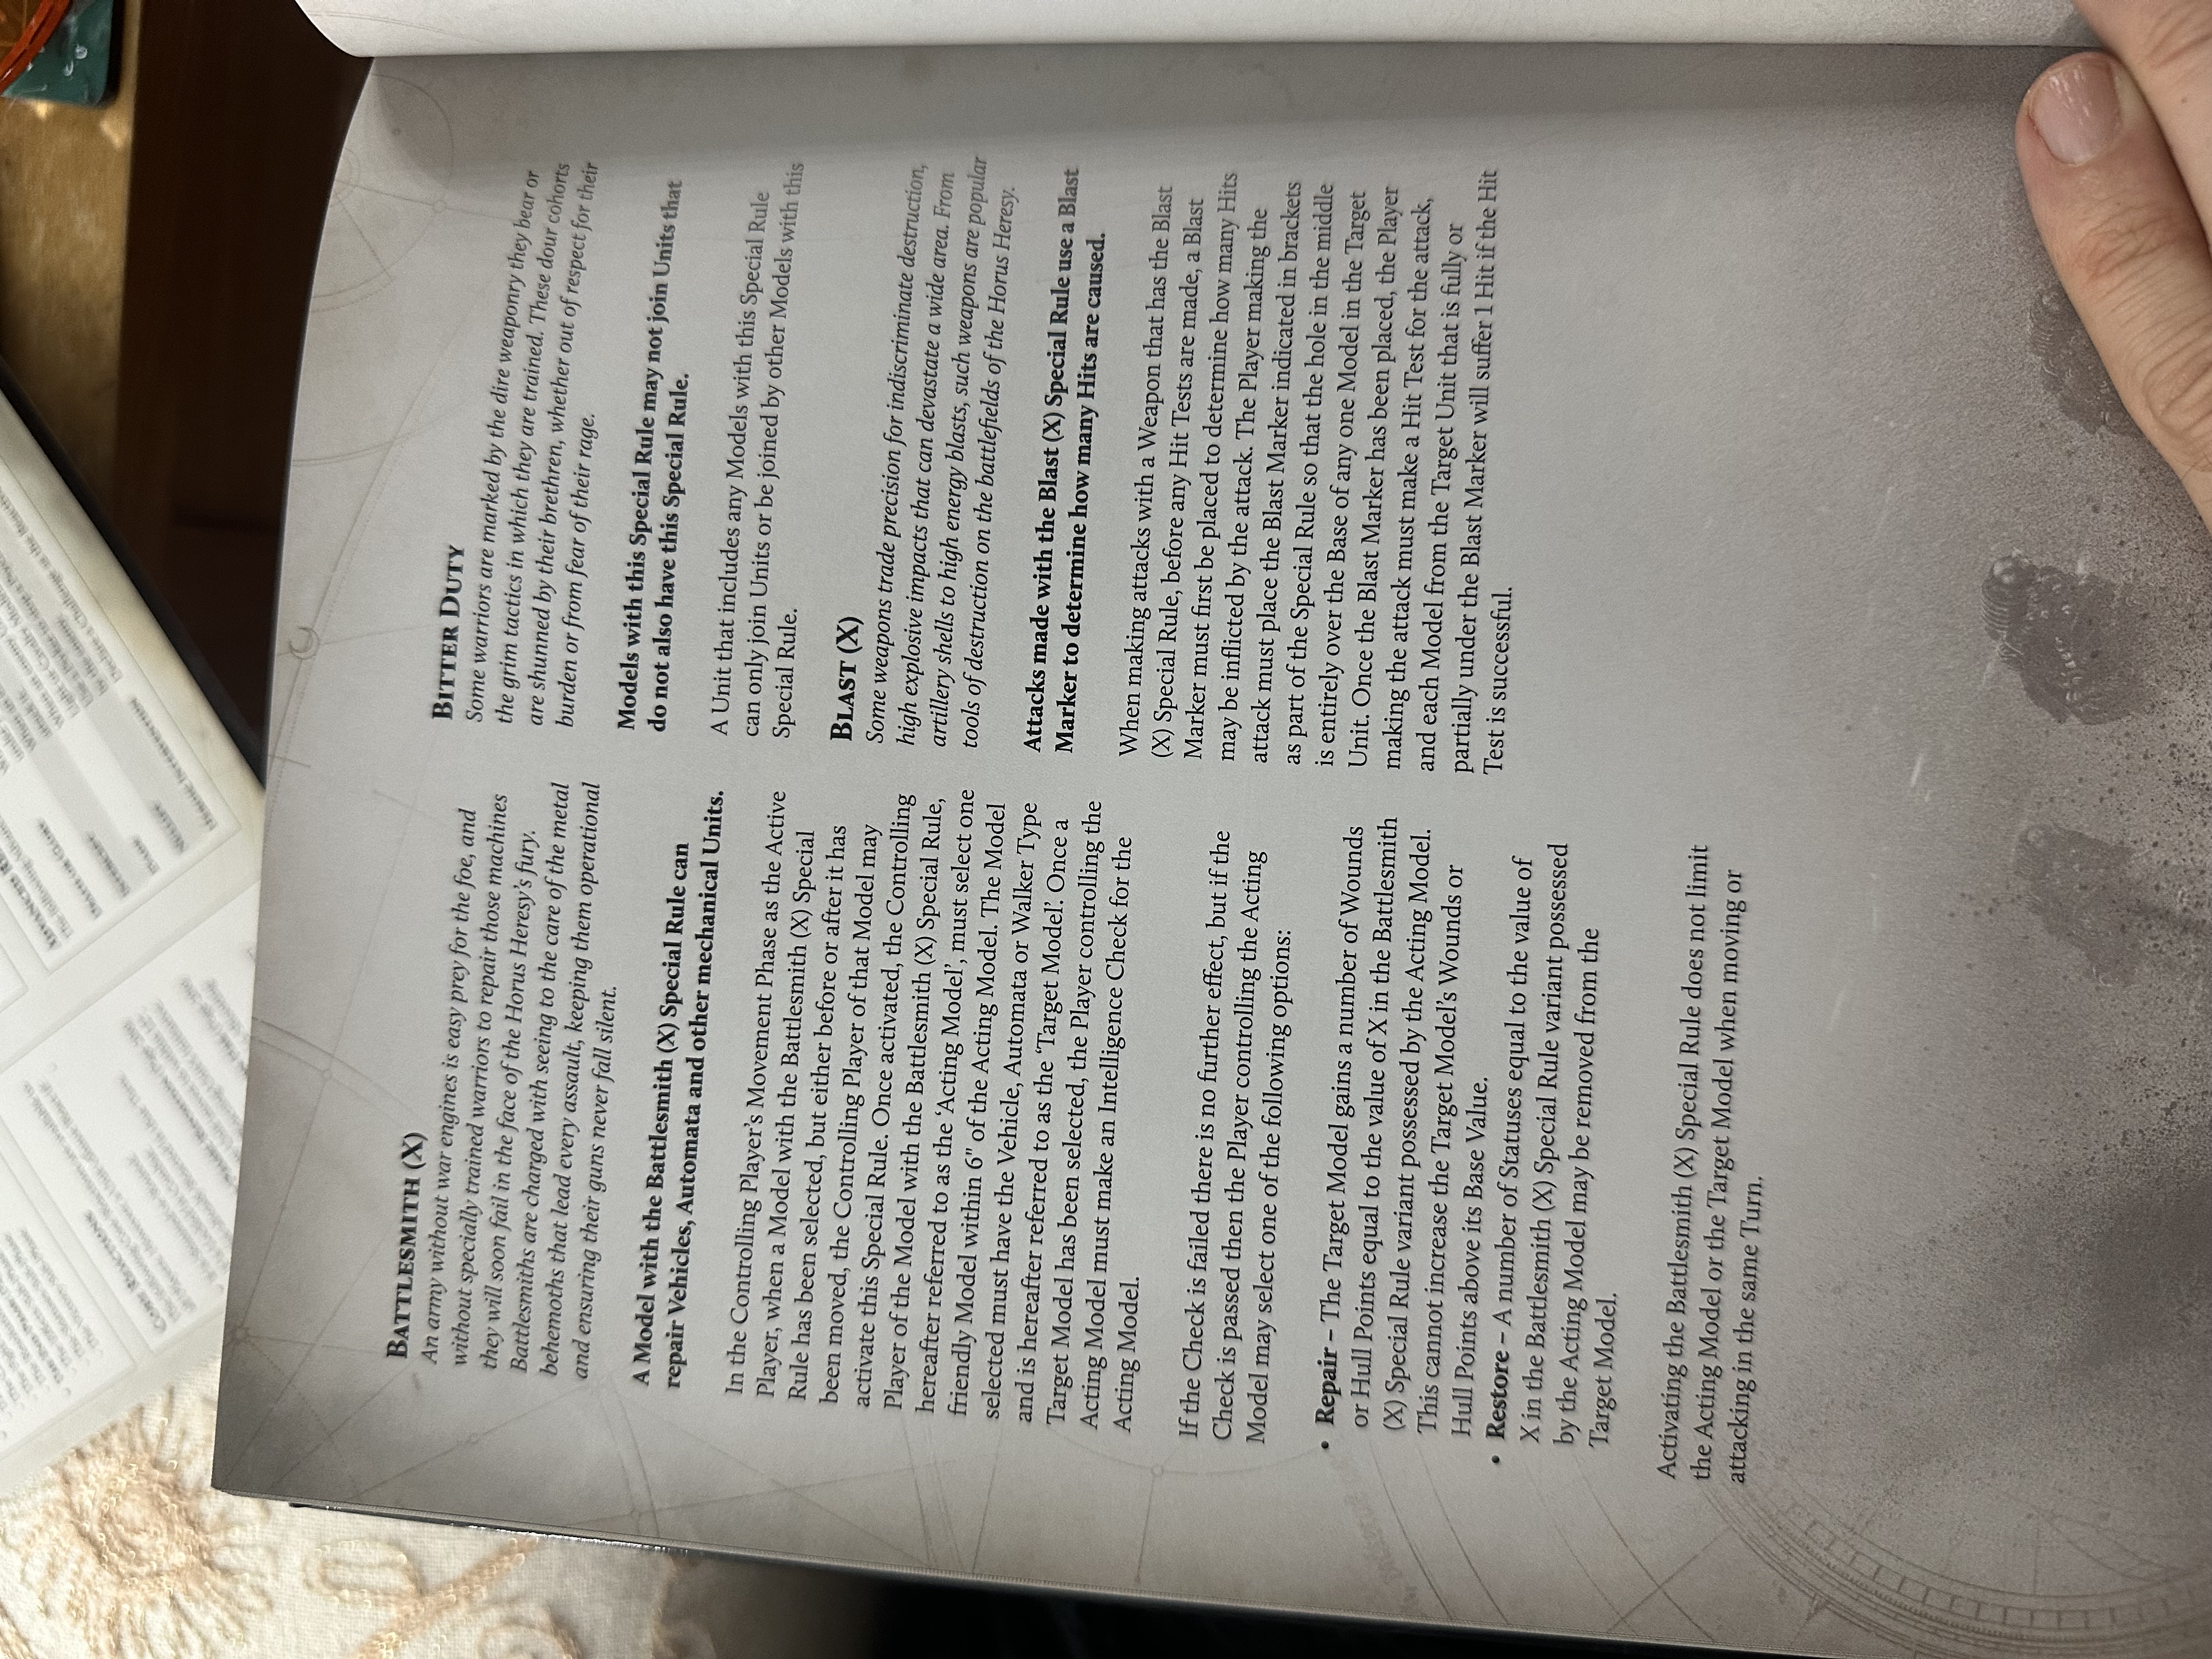 CORE REACTIONS
BATTLESMITH (X)
An army without war engines is easy prey for the foe, and
without specially trained warriors to repair those machines
they will soon fail in the face of the Horus Heresy's fury.
Battlesmiths are charged with seeing to the care of the metal
behemoths that lead every assault, keeping them operational
and ensuring their guns never fall silent.
A Model with the Battlesmith (X) Special Rule can
repair Vehicles, Automata and other mechanical Units.
In the Controlling Player's Movement Phase as the Active
Player, when a Model with the Battlesmith (X) Special
Rule has been selected, but either before or after it has
been moved, the Controlling Player of that Model may
activate this Special Rule. Once activated, the Controlling
Player of the Model with the Battlesmith (X) Special Rule,
hereafter referred to as the ‘Acting Model’, must select one
friendly Model within 6" of the Acting Model. The Model
selected must have the Vehicle, Automata or Walker Type
and is hereafter referred to as the ‘Target Model’. Once a
Target Model has been selected, the Player controlling the
Acting Model must make an Intelligence Check for the
Acting Model.
If the Check is failed there is no further effect, but if the
Check is passed then the Player controlling the Acting
Model may select one of the following options:
• Repair – The Target Model gains a number of Wounds
or Hull Points equal to the value of X in the Battlesmith
(X) Special Rule variant possessed by the Acting Model.
This cannot increase the Target Model's Wounds or
Hull Points above its Base Value.
• Restore – A number of Statuses equal to the value of
X in the Battlesmith (X) Special Rule variant possessed
by the Acting Model may be removed from the
Target Model.
Activating the Battlesmith (X) Special Rule does not limit
the Acting Model or the Target Model when moving or
attacking in the same Turn.
BITTER DUTY
Some warriors are marked by the dire weaponry they bear or
the grim tactics in which they are trained. These dour cohorts
are shunned by their brethren, whether out of respect for their
burden or from fear of their rage.
Models with this Special Rule may not join Units that
do not also have this Special Rule.
A Unit that includes any Models with this Special Rule
can only join Units or be joined by other Models with this
Special Rule.
BLAST (X)
Some weapons trade precision for indiscriminate destruction,
high explosive impacts that can devastate a wide area. From
artillery shells to high energy blasts, such weapons are popular
tools of destruction on the battlefields of the Horus Heresy.
Attacks made with the Blast (X) Special Rule use a Blast
Marker to determine how many Hits are caused.
When making attacks with a Weapon that has the Blast
(X) Special Rule, before any Hit Tests are made, a Blast
Marker must first be placed to determine how many Hits
may be inflicted by the attack. The Player making the
attack must place the Blast Marker indicated in brackets
as part of the Special Rule so that the hole in the middle
is entirely over the Base of any one Model in the Target
Unit. Once the Blast Marker has been placed, the Player
making the attack must make a Hit Test for the attack,
and each Model from the Target Unit that is fully or
partially under the Blast Marker will suffer 1 Hit if the Hit
Test is successful.